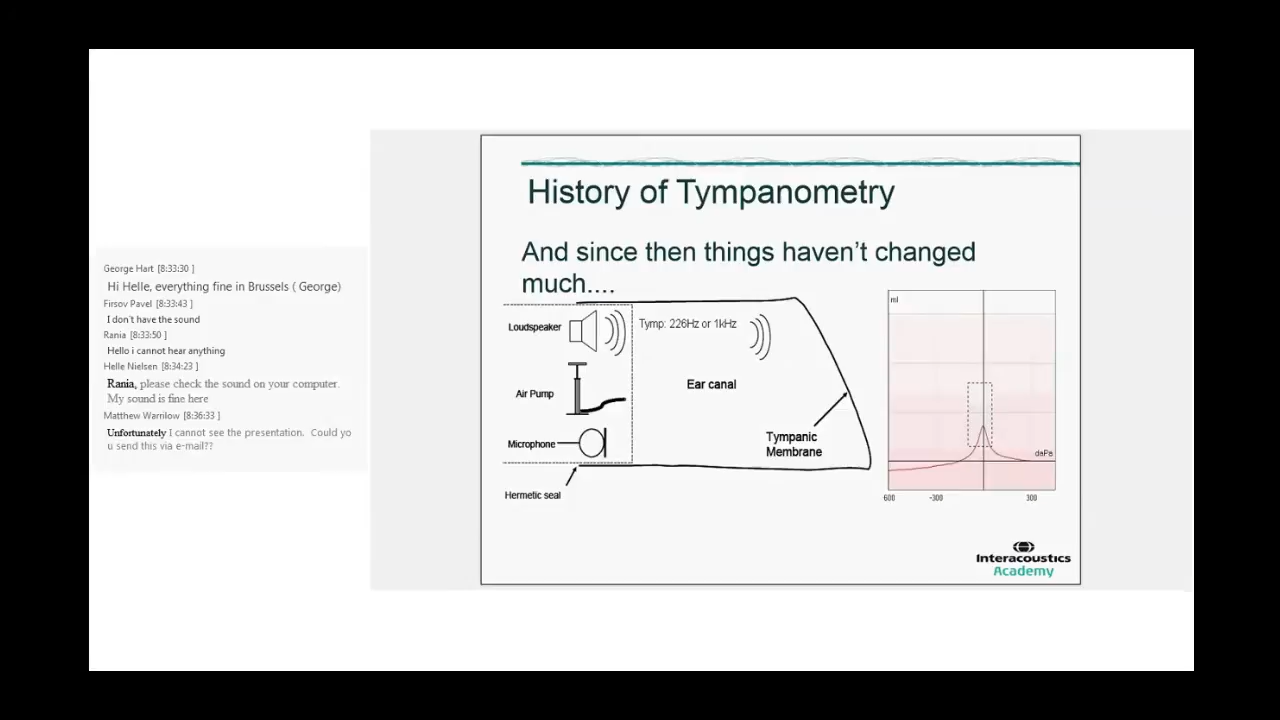 George Hart [8:33:30 ]
Hi Helle, everything fine in Brussels ( George)
Firsov Pavel [8:33:43 ]
I don't have the sound
Rania [8:33:50 ]
Hello i cannot hear anything
Helle Nielsen [8:34:23 ]
Rania, please check the sound on your computer.
My sound is fine here
Matthew Warnlow [8:36:33 ]
Unfortunately I cannot see the presentation. Could yo
u send this via e-mail??
History of Tympanometry
And since then things haven't changed
much....
Loudspeaker
Tymp: 226Hz or 1kHz
Air Pump
Ear canal
Microphone
Tympanic
Membrane
Hermetic seal
ml
daPa
600 -300 300
Interacoustics
Academy